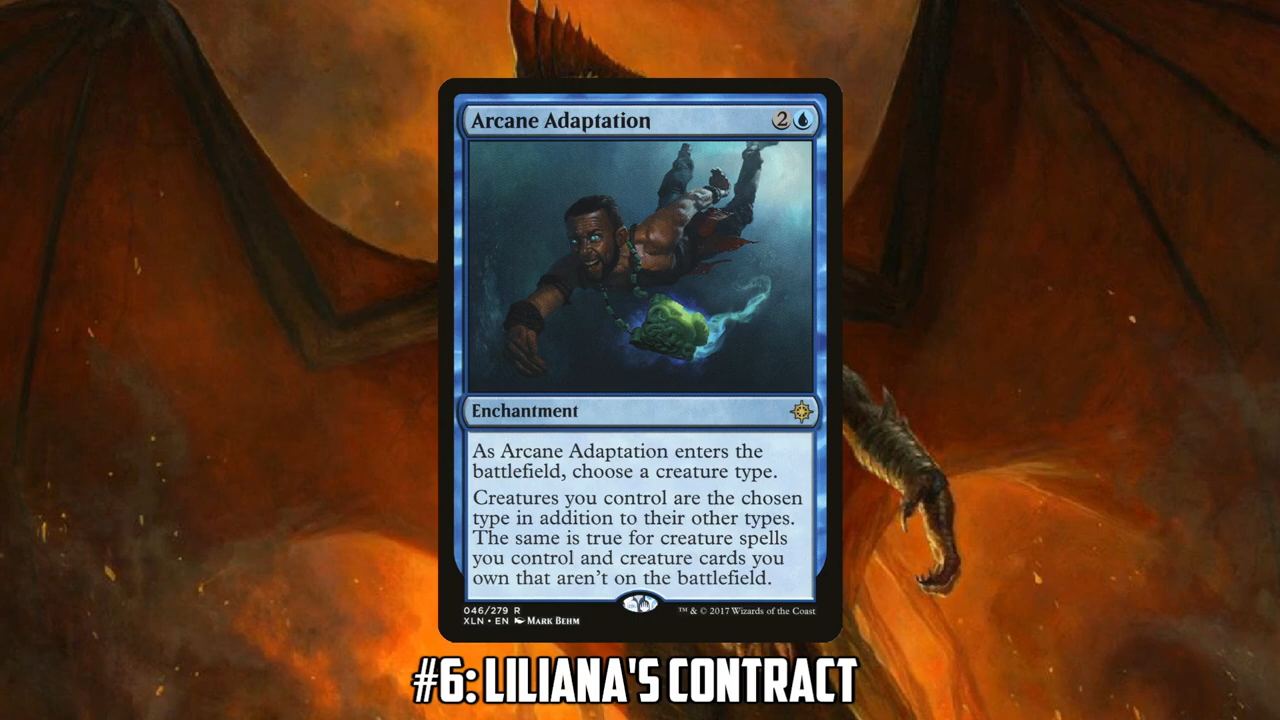 Arcane Adaptation 2
Enchantment
As Arcane Adaptation enters the
battlefield, choose a creature type.
Creatures you control are the chosen
type in addition to their other types.
The same is true for creature spells
you control and creature cards you
own that aren't on the battlefield.
046/279 R
XLN • EN Mark Behm
™ & © 2017 Wizards of the Coast
#6: LILIANA'S CONTRACT